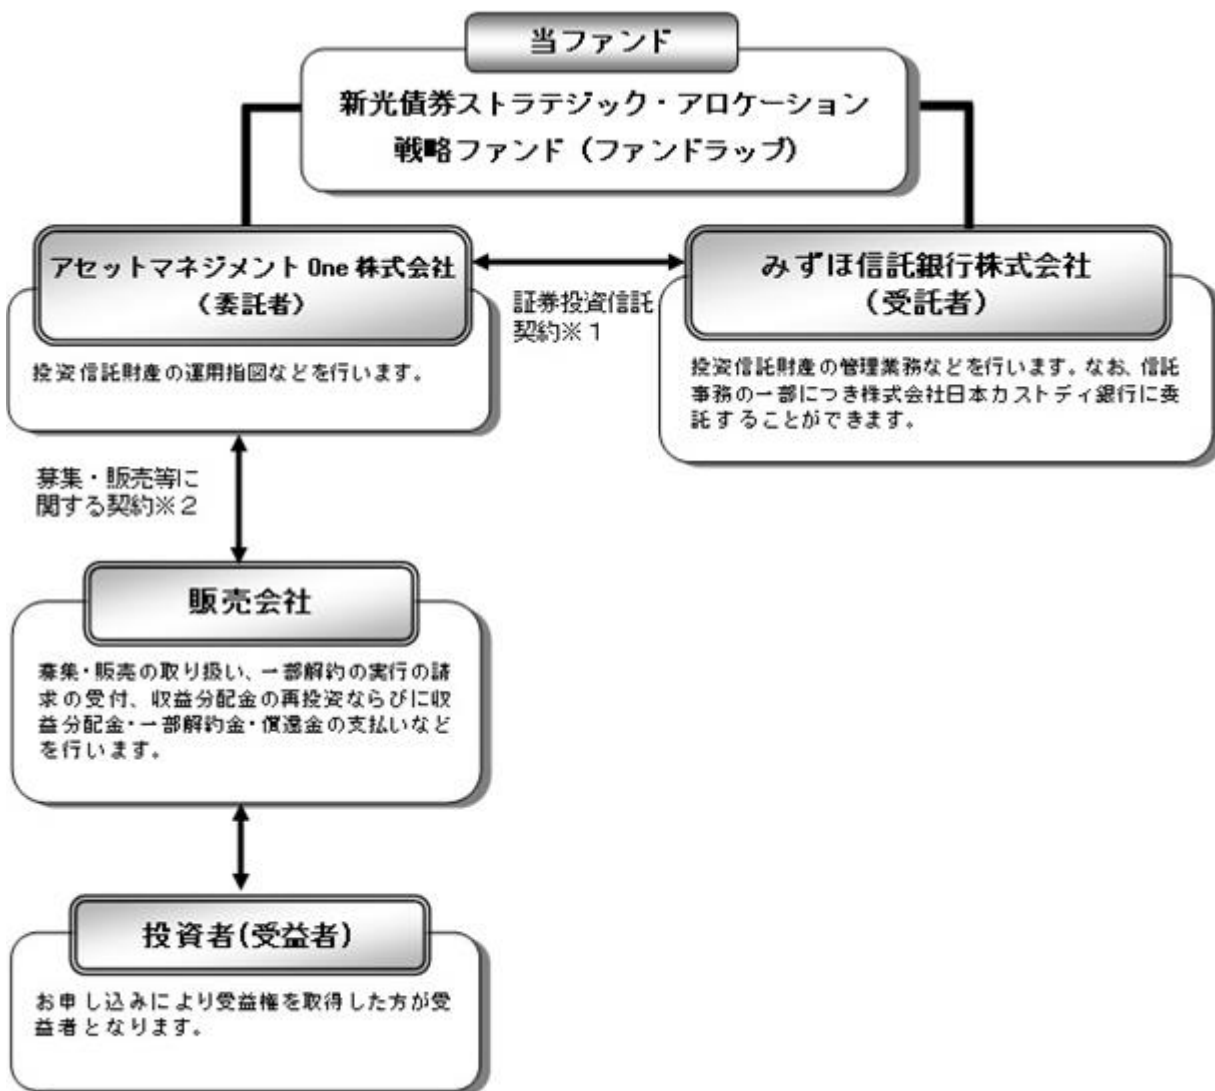 当ファンド
新光債券ストラテジック・アロケーション
戦略ファンド（ファンドラップ）
アセットマネジメントOne株式会社
（委託者）
投資信託財産の運用指図などを行います。
証券投資信託
契約※１
みずほ信託銀行株式会社
（受託者）
投資信託財産の管理業務などを行います。なお、信託
事務の一部につき株式会社日本カストディ銀行に委
託することができます。
募集・販売等に
関する契約※２
販売会社
募集・販売の取り扱い、一部解約の実行の請
求の受付、収益分配金の再投資ならびに収
益分配金・一部解約金・償還金の支払いなど
を行います。
投資者(受益者)
お申し込みにより受益権を取得した方が受
益者となります。